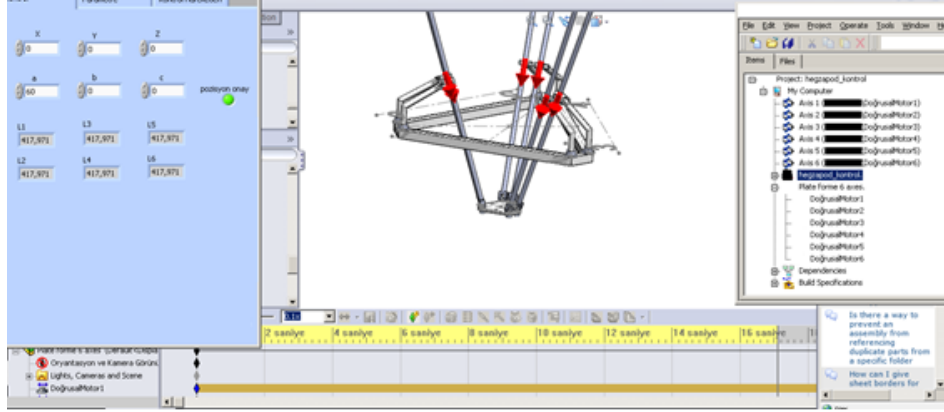 Parametre
X
Y
Z
0
0
0
a
b
c
60
0
0
pozisyon onay
L1
L3
L5
417,971
417,971
417,971
L2
L4
L6
417,971
417,971
417,971
File Edit View Project Operate Tools Window
Items Files
Project: hegzapod_kontrol
My Computer
Axis 1 ( DoğrusalMotor1)
Axis 2 ( DoğrusalMotor2)
Axis 3 ( DoğrusalMotor3)
Axis 4 ( DoğrusalMotor4)
Axis 5 ( DoğrusalMotor5)
Axis 6 ( DoğrusalMotor6)
hegzapod_kontrol.
Plate forme 6 axes.
DoğrusalMotor1
DoğrusalMotor2
DoğrusalMotor3
DoğrusalMotor4
DoğrusalMotor5
DoğrusalMotor6
Dependencies
Build Specifications
2 saniye 4 saniye 6 saniye 8 saniye 10 saniye 12 saniye 14 saniye 16 saniye
Plate forme 6 axes
Oryantasyon ve Kamera Görünü
Lights, Cameras and Scene
DoğrusalMotor1
Is there a way to
prevent an
assembly from
referencing
duplicate parts from
a specific folder
How can I give
sheet borders for